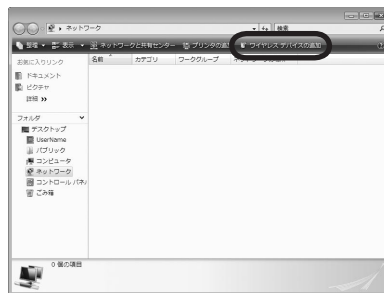 ネットワーク
検索
整理 表示 ネットワークと共有センター プリンタの追加 ワイヤレス デバイスの追加
お気に入りリンク
名前 カテゴリ ワークグループ
ドキュメント
ピクチャ
詳細 >>
フォルダ
デスクトップ
UserName
パブリック
コンピュータ
ネットワーク
コントロール パネル
ごみ箱
0 個の項目